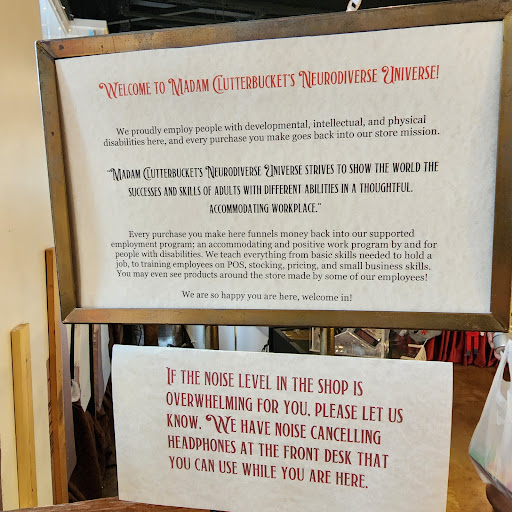 Welcome to Madam Clutterbucket's Neurodiverse Universe!
We proudly employ people with developmental, intellectual, and physical
disabilities here, and every purchase you make goes back into our store mission.
"Madam Clutterbucket's Neurodiverse Universe strives to show the world the
successes and skills of adults with different abilities in a thoughtful,
accommodating workplace."
Every purchase you make here funnels money back into our supported
employment program; an accommodating and positive work program by and for
people with disabilities. We teach everything from basic skills needed to hold a
job, to training employees on POS, stocking, pricing, and small business skills.
You may even see products around the store made by some of our employees!
We are so happy you are here, welcome in!
If the noise level in the shop is
overwhelming for you, please let us
know. We have noise cancelling
headphones at the front desk that
you can use while you are here.